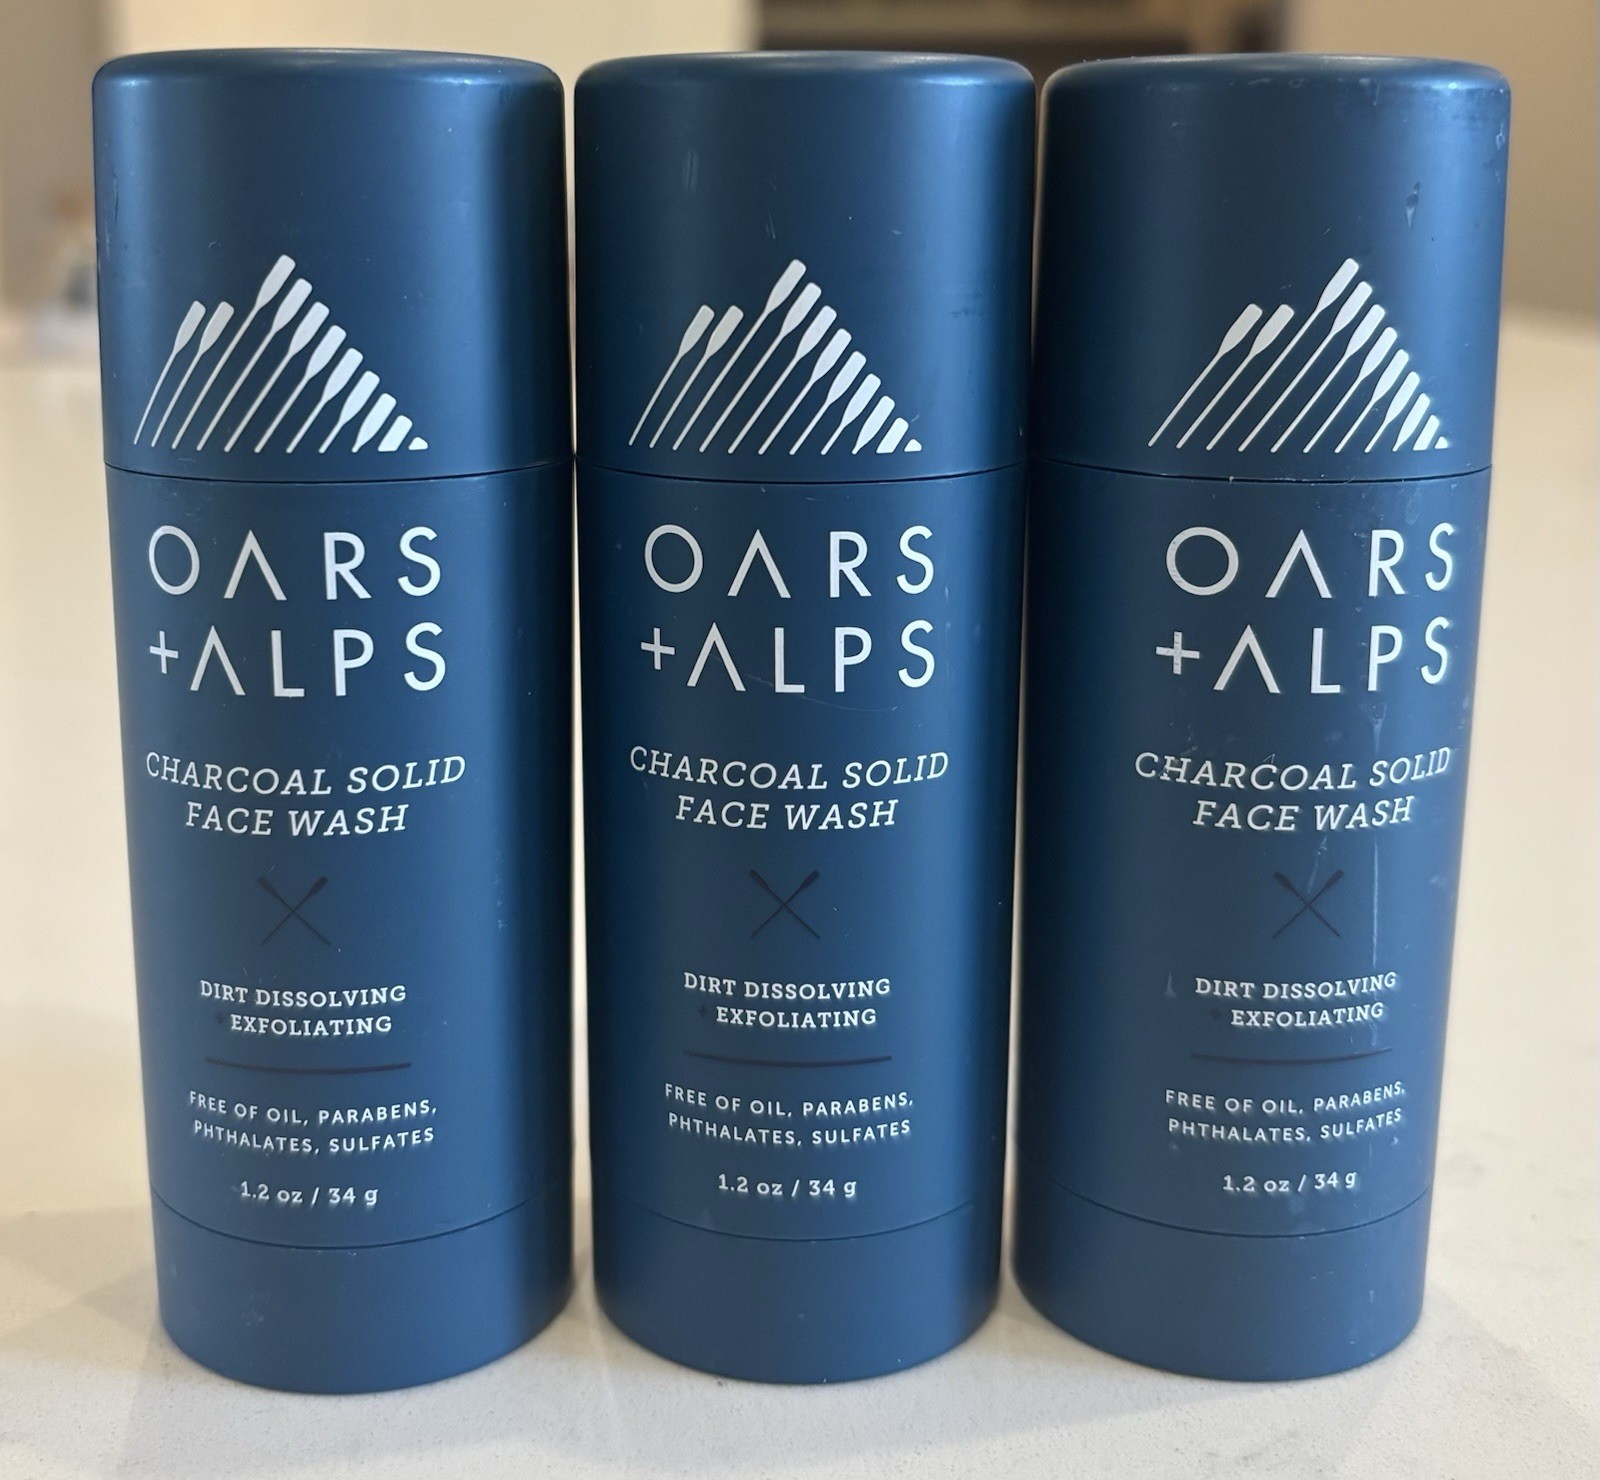 OARS
+ALPS
CHARCOAL SOLID
FACE WASH
DIRT DISSOLVING
+ EXFOLIATING
FREE OF OIL, PARABENS,
PHTHALATES, SULFATES
1.2 oz / 34 g
OARS
+ALPS
CHARCOAL SOLID
FACE WASH
DIRT DISSOLVING
+ EXFOLIATING
FREE OF OIL, PARABENS,
PHTHALATES, SULFATES
1.2 oz / 34 g
OARS
+ALPS
CHARCOAL SOLID
FACE WASH
DIRT DISSOLVING
+ EXFOLIATING
FREE OF OIL, PARABENS,
PHTHALATES, SULFATES
1.2 oz / 34 g